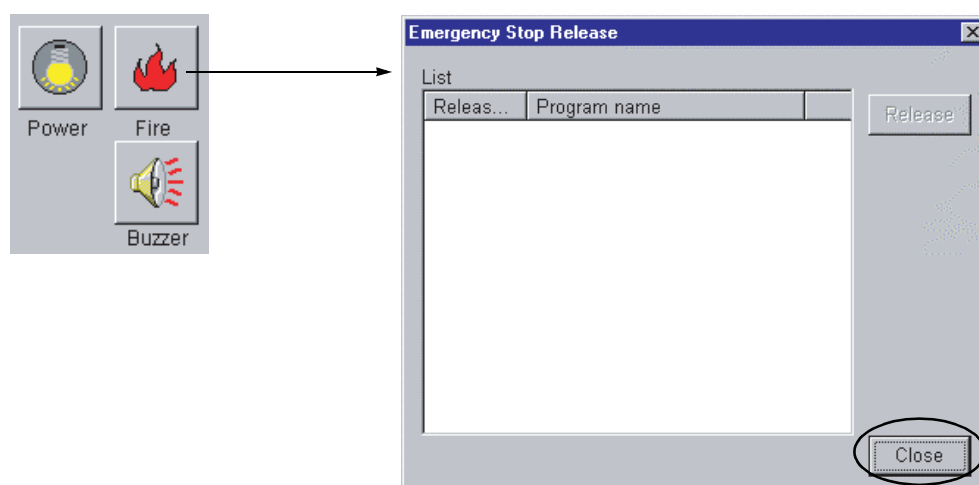 Power Fire
Buzzer
Emergency Stop Release
List
Releas... Program name
Release
Close